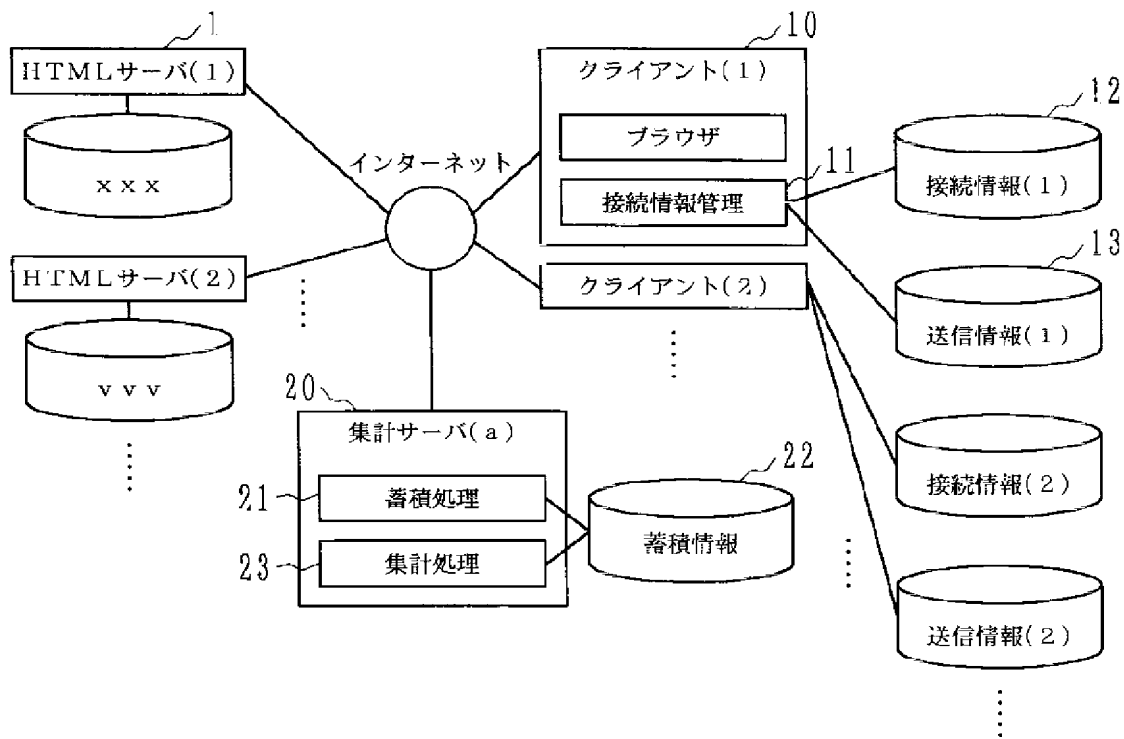 1
HTMLサーバ(1)
xxx
HTMLサーバ(2)
vvv
インターネット
10
クライアント(1)
ブラウザ
11
接続情報管理
クライアント(2)
12
接続情報(1)
13
送信情報(1)
接続情報(2)
送信情報(2)
20
集計サーバ(a)
21
蓄積処理
23
集計処理
22
蓄積情報